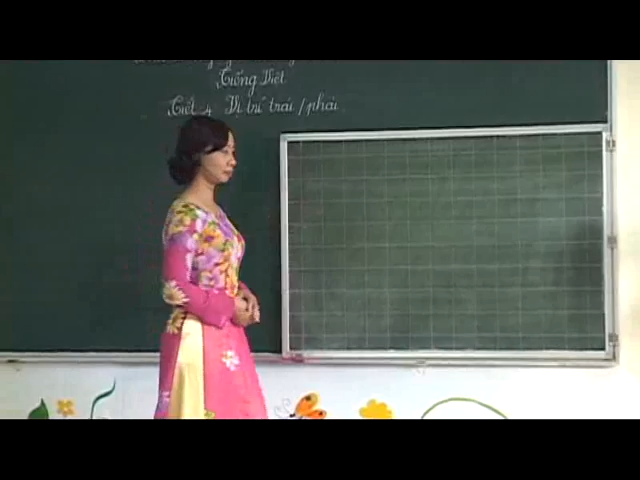 Tiếng Việt
Tiết 4 Vị trí trái / phải